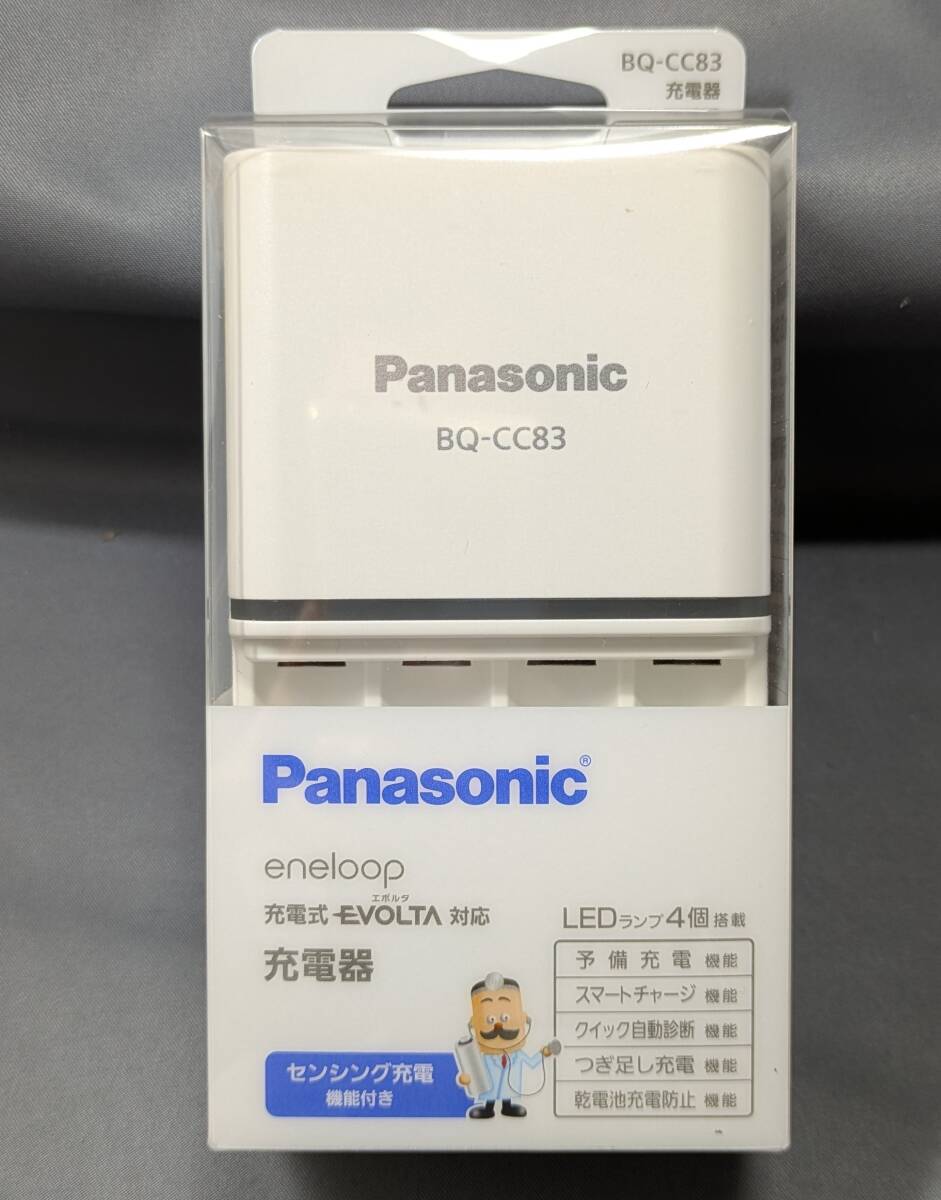 BQ-CC83
充電器
Panasonic
BQ-CC83
Panasonic®
eneloop
エボルタ
充電式 EVOLTA 対応
充電器
センシング充電
機能付き
LEDランプ4個搭載
予備充電 機能
スマートチャージ 機能
クイック自動診断 機能
つぎ足し充電 機能
乾電池充電防止 機能